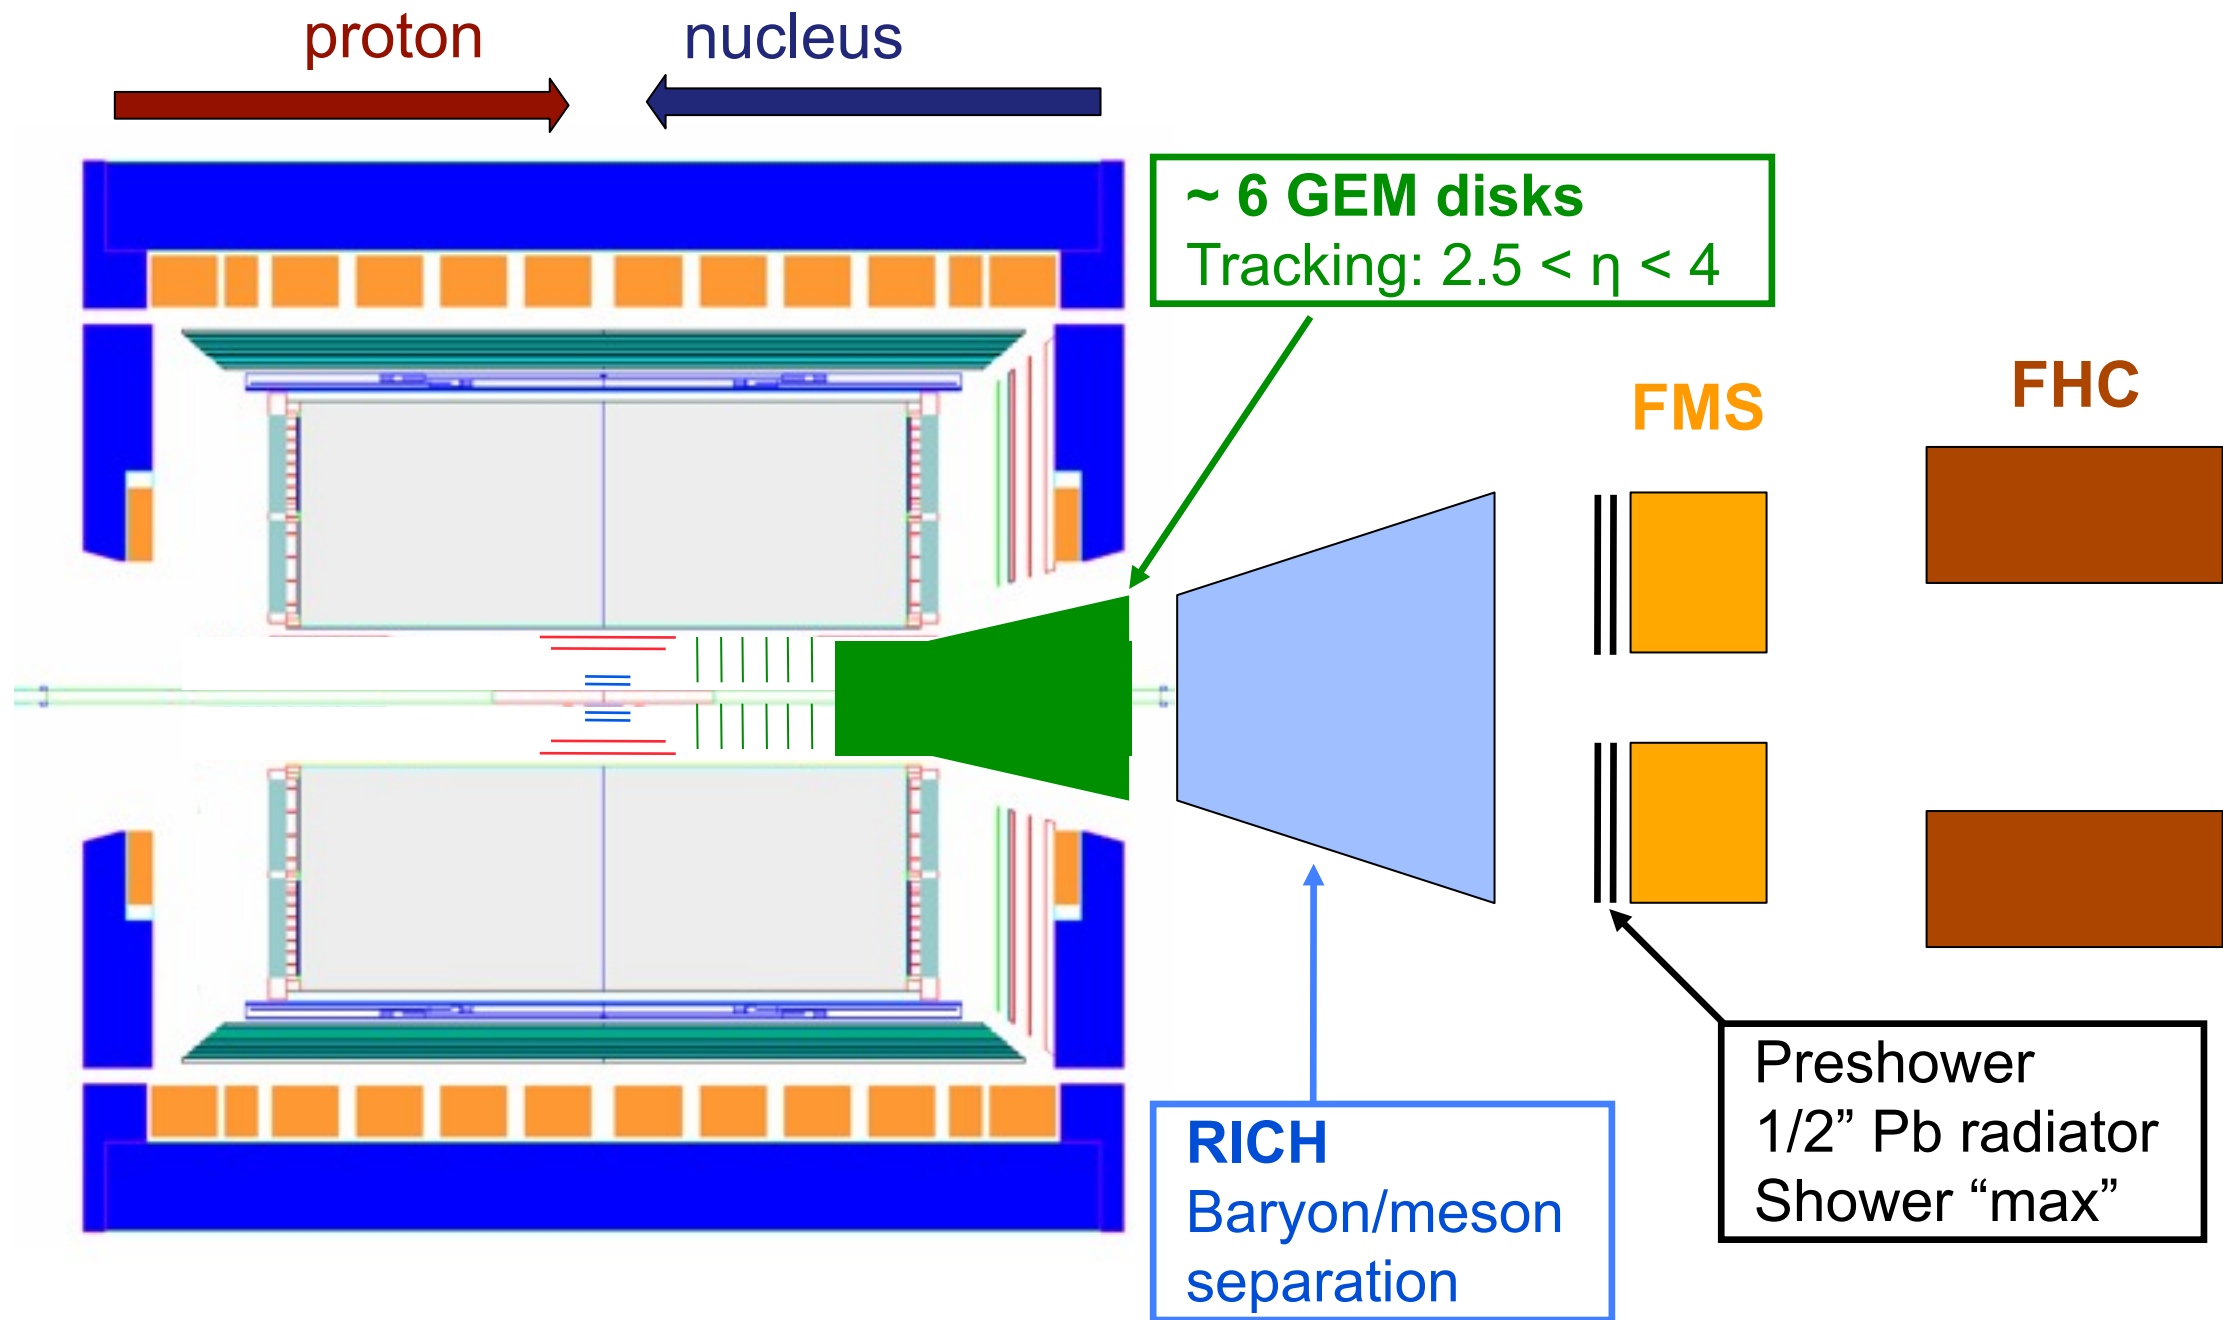 proton
nucleus
~ 6 GEM disks
Tracking: 2.5 < η < 4
FMS
FHC
RICH
Baryon/meson
separation
Preshower
1/2” Pb radiator
Shower “max”